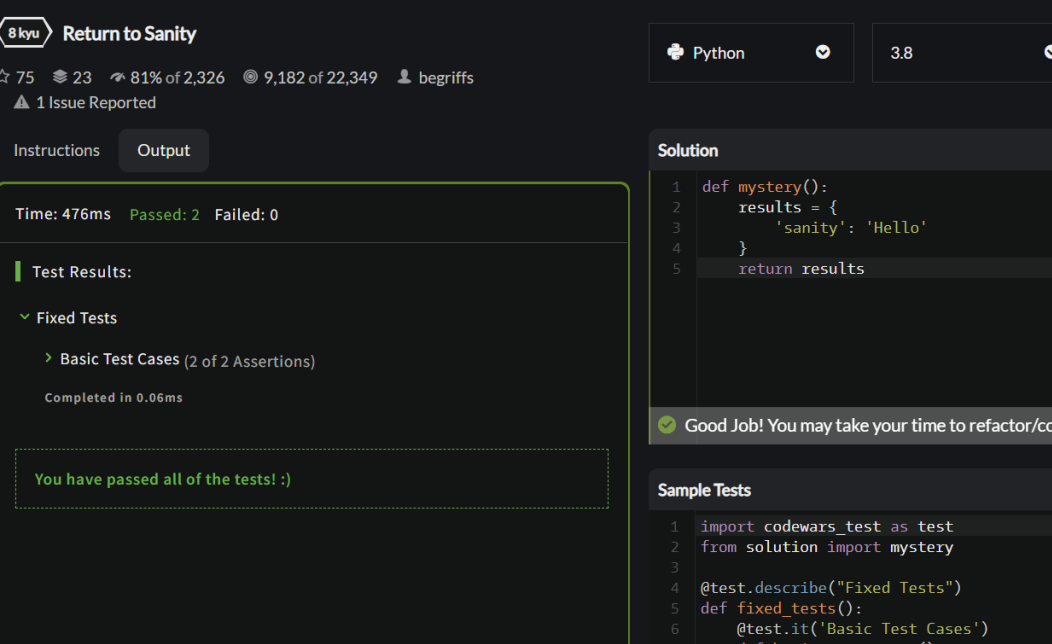 8 kyu Return to Sanity
75 23 81% of 2,326 9,182 of 22,349 begriffs
1 Issue Reported
Instructions Output
Time: 476ms Passed: 2 Failed: 0
Test Results:
Fixed Tests
Basic Test Cases (2 of 2 Assertions)
Completed in 0.06ms
You have passed all of the tests! :)
Python 3.8
Solution
1 def mystery():
2 results = {
3 'sanity': 'Hello'
4 }
5 return results
Good Job! You may take your time to refactor/co
Sample Tests
1 import codewars_test as test
2 from solution import mystery
3
4 @test.describe("Fixed Tests")
5 def fixed_tests():
6 @test.it('Basic Test Cases')